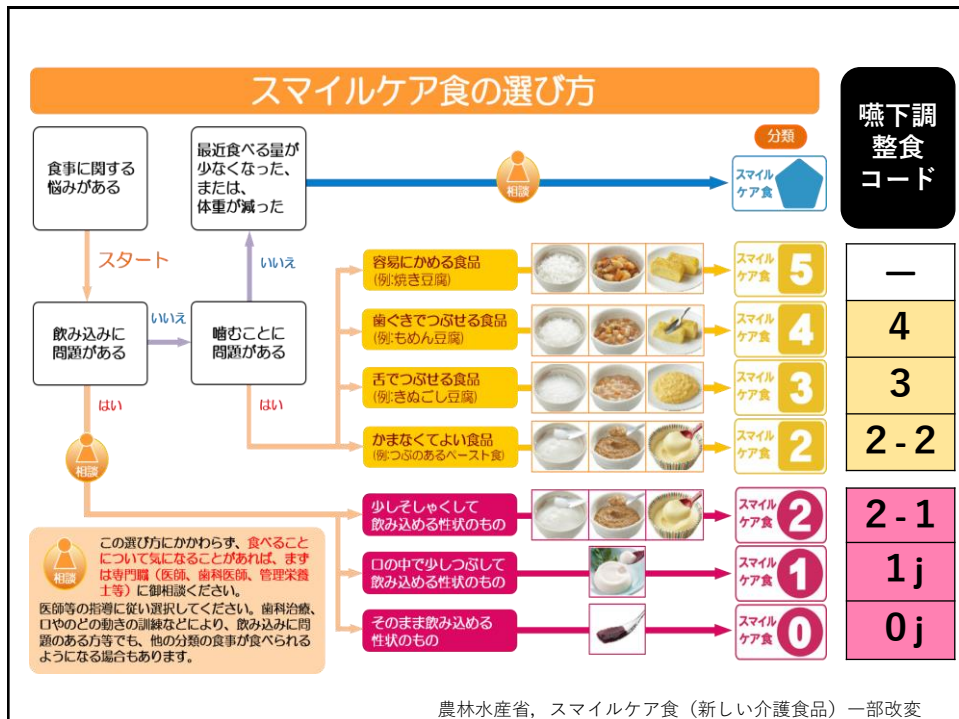 スマイルケア食の選び方
嚥下調
整食
コード
食事に関する
悩みがある
最近食べる量が
少なくなった、
または、
体重が減った
相談
分類
スマイル
ケア食
スタート
いいえ
飲み込みに
問題がある
いいえ
噛むことに
問題がある
はい
はい
相談
容易にかめる食品
(例:焼き豆腐)
スマイル
ケア食
5
ー
歯ぐきでつぶせる食品
(例:もめん豆腐)
スマイル
ケア食
4
4
舌でつぶせる食品
(例:きぬごし豆腐)
スマイル
ケア食
3
3
かまなくてよい食品
(例:つぶのあるペースト食)
スマイル
ケア食
2
2-2
少しそしゃくして
飲み込める性状のもの
スマイル
ケア食
2
2-1
口の中で少しつぶして
飲み込める性状のもの
スマイル
ケア食
1
1j
そのまま飲み込める
性状のもの
スマイル
ケア食
0
0j
相談
この選び方にかかわらず、食べること
について気になることがあれば、まず
は専門職（医師、歯科医師、管理栄養
士等）に御相談ください。
医師等の指導に従い選択してください。歯科治療、
口やのどの動きの訓練などにより、飲み込みに問
題のある方等でも、他の分類の食事が食べられる
ようになる場合もあります。
農林水産省，スマイルケア食（新しい介護食品）一部改変